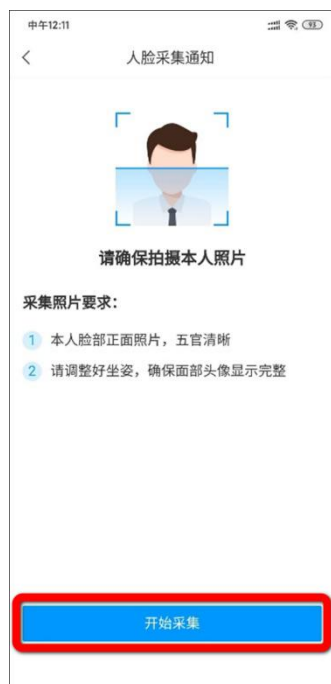 中午12:11
93
人脸采集通知
请确保拍摄本人照片
采集照片要求：
1 本人脸部正面照片，五官清晰
2 请调整好坐姿，确保面部头像显示完整
开始采集